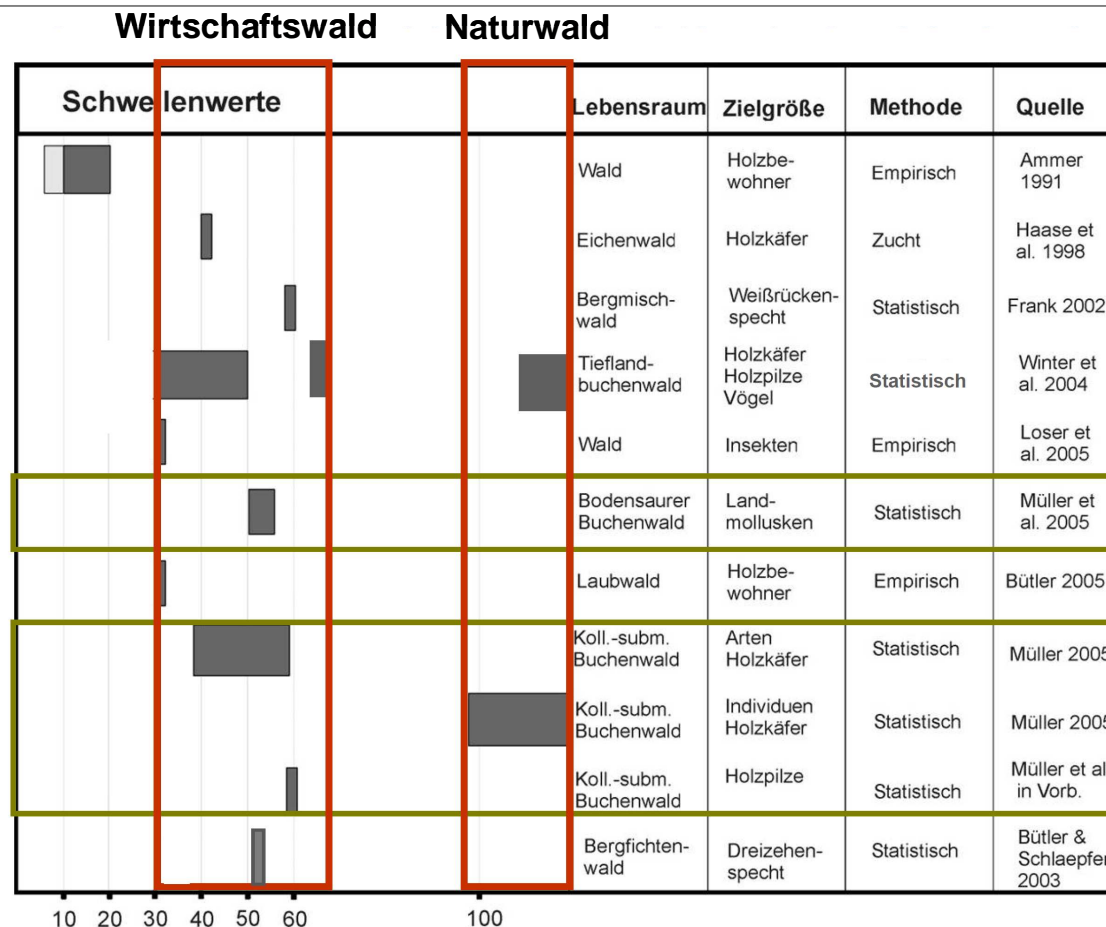 Wirtschaftswald Naturwald
Schwellenwerte Lebensraum Zielgröße Methode Quelle
Wald Holzbe-
wohner Empirisch Ammer
1991
Eichenwald Holzkäfer Zucht Haase et
al. 1998
Bergmisch-
wald Weißrücken-
specht Statistisch Frank 2002
Tiefland-
buchenwald Holzkäfer
Holzpilze
Vögel Statistisch Winter et
al. 2004
Wald Insekten Empirisch Loser et
al. 2005
Bodensaurer
Buchenwald Land-
mollusken Statistisch Müller et
al. 2005
Laubwald Holzbe-
wohner Empirisch Bütler 2005
Koll.-subm.
Buchenwald Arten
Holzkäfer Statistisch Müller 2005
Koll.-subm.
Buchenwald Individuen
Holzkäfer Statistisch Müller 2005
Koll.-subm.
Buchenwald Holzpilze Statistisch Müller et al
in Vorb.
Bergfichten-
wald Dreizehen-
specht Statistisch Bütler &
Schlaepfer
2003
10 20 30 40 50 60 100